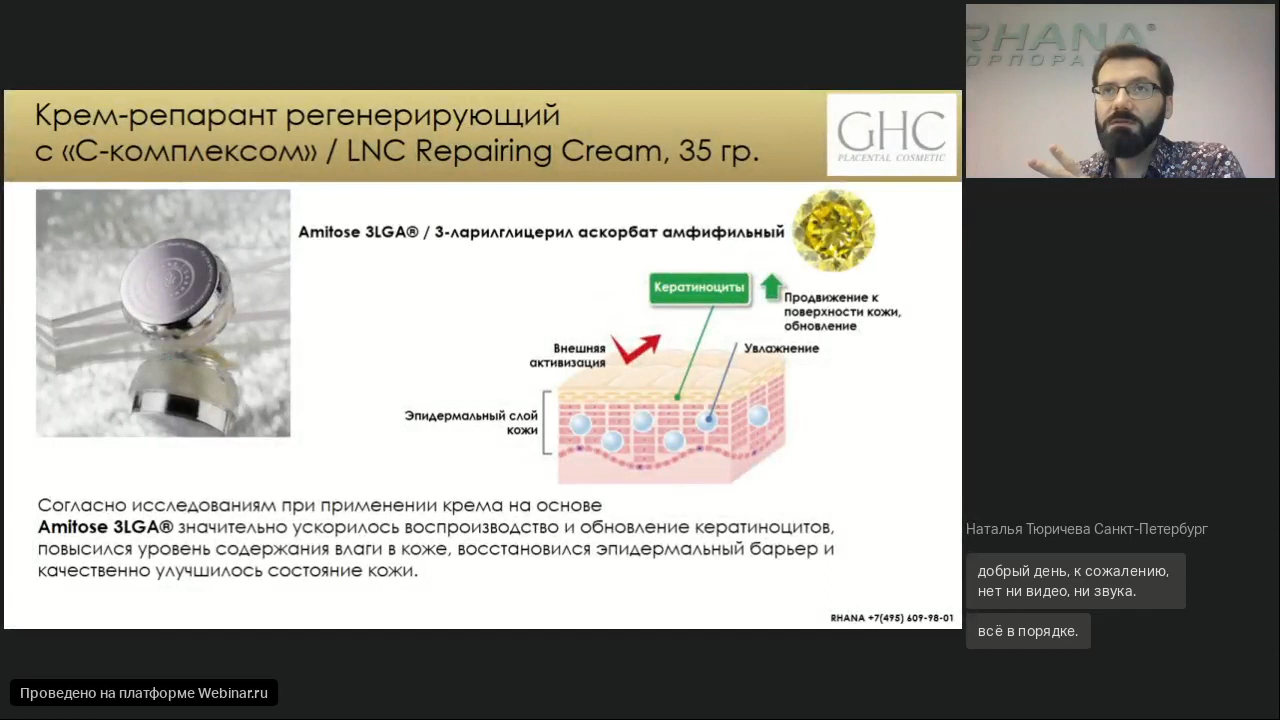 Крем-репарант регенерирующий
с «С-комплексом» / LNC Repairing Cream, 35 гр.
GHC
PLACENTAL COSMETIC
Amitose 3LGA® / 3-ларилглицерил аскорбат амфифильный
Кератиноциты
Продвижение к
поверхности кожи,
обновление
Внешняя
активизация
Увлажнение
Эпидермальный слой
кожи
Согласно исследованиям при применении крема на основе
Amitose 3LGA® значительно ускорилось воспроизводство и обновление кератиноцитов,
повысился уровень содержания влаги в коже, восстановился эпидермальный барьер и
качественно улучшилось состояние кожи.
RHANA +7(495) 609-98-01
RHANA®
Наталья Тюричева Санкт-Петербург
добрый день, к сожалению,
нет ни видео, ни звука.
всё в порядке.
Проведено на платформе Webinar.ru